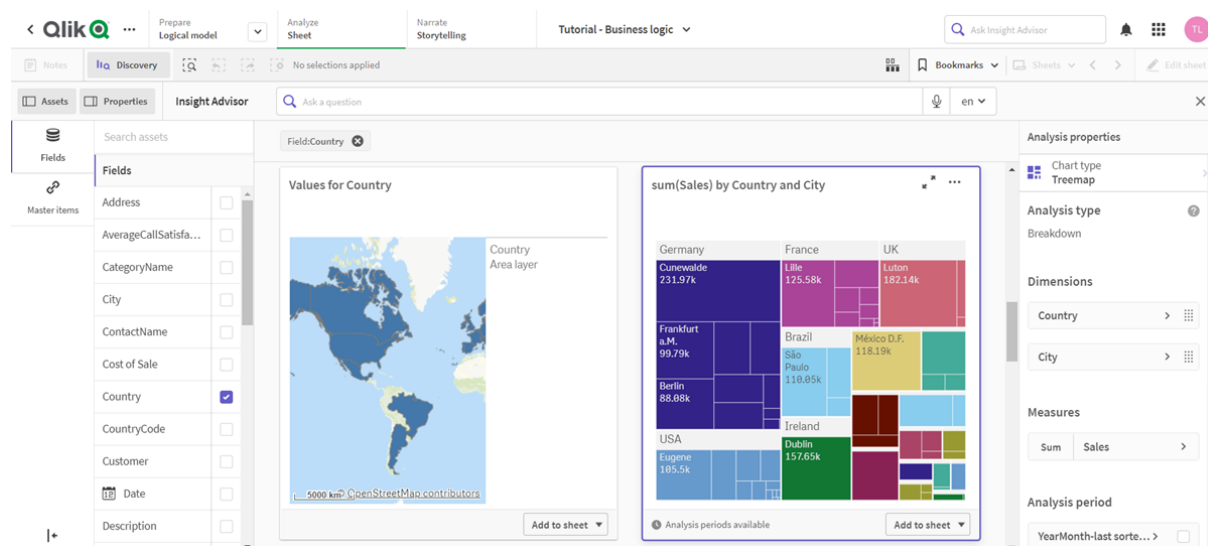 Qlik
Prepare
Logical model
Analyze
Sheet
Narrate
Storytelling
Tutorial - Business logic
Ask Insight Advisor
TL
Notes
Discovery
No selections applied
Bookmarks
Sheets
Edit sheet
Assets
Properties
Insight Advisor
Ask a question
en
Fields
Master items
Search assets
Fields
Address
AverageCallSatisfa...
CategoryName
City
ContactName
Cost of Sale
Country
CountryCode
Customer
Date
Description
Field:Country
Values for Country
Country
Area layer
5000 km
© OpenStreetMap contributors
Add to sheet
sum(Sales) by Country and City
Germany
Cunewalde
231.97k
Frankfurt
a.M.
99.79k
Berlin
88.08k
USA
Eugene
105.5k
France
Lille
125.58k
Brazil
São
Paulo
110.05k
Ireland
Dublin
157.65k
UK
Luton
182.14k
México D.F.
118.19k
Analysis periods available
Add to sheet
Analysis properties
Chart type
Treemap
Analysis type
Breakdown
Dimensions
Country
City
Measures
Sum
Sales
Analysis period
YearMonth-last sorte...